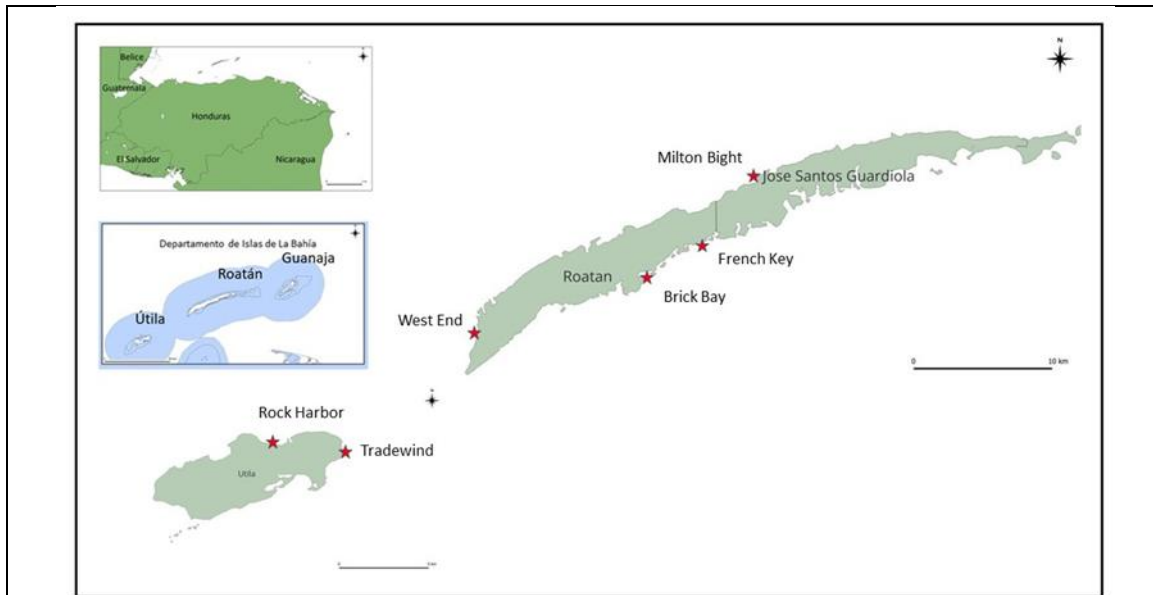 N
Belice
Guatemala
Honduras
El Salvador
Nicaragua
Milton Bight
Jose Santos Guardiola
Departamento de Islas de La Bahía
Guanaja
Roatán
Útila
French Key
Roatan
Brick Bay
West End
0 10 km
Rock Harbor
Tradewind
Utila